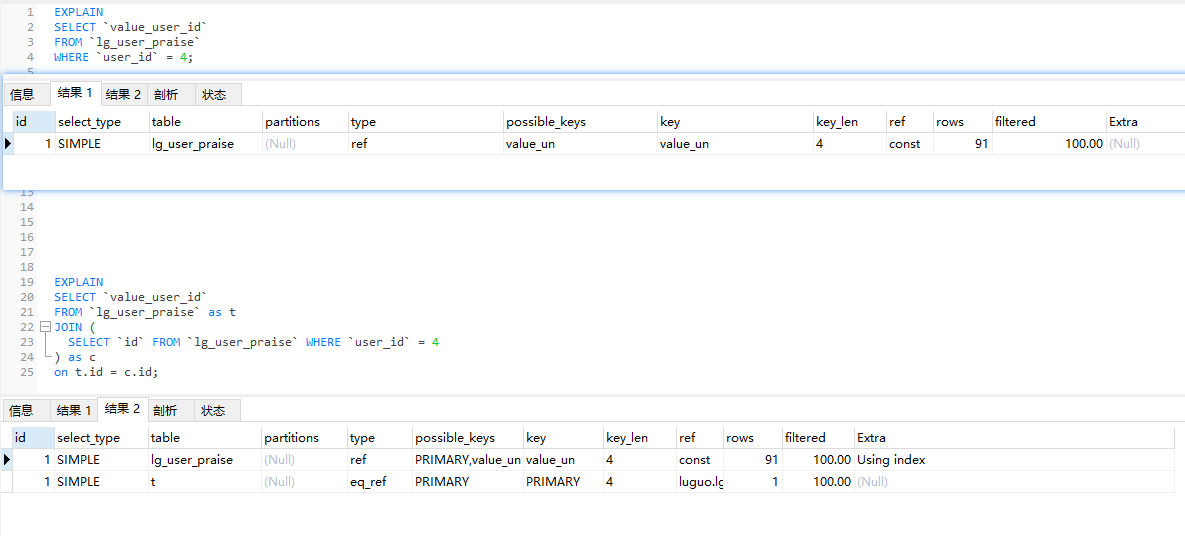 1 EXPLAIN
2 SELECT `value_user_id`
3 FROM `lg_user_praise`
4 WHERE `user_id` = 4;
5
信息 结果 1 结果 2 剖析 状态
id select_type table partitions type possible_keys key key_len ref rows filtered Extra
1 SIMPLE lg_user_praise (Null) ref value_un value_un 4 const 91 100.00 (Null)
13
14
15
16
17
18
19 EXPLAIN
20 SELECT `value_user_id`
21 FROM `lg_user_praise` as t
22 JOIN (
23 SELECT `id` FROM `lg_user_praise` WHERE `user_id` = 4
24 ) as c
25 on t.id = c.id;
信息 结果 1 结果 2 剖析 状态
id select_type table partitions type possible_keys key key_len ref rows filtered Extra
1 SIMPLE lg_user_praise (Null) ref PRIMARY,value_un value_un 4 const 91 100.00 Using index
1 SIMPLE t (Null) eq_ref PRIMARY PRIMARY 4 luguo.lg 1 100.00 (Null)